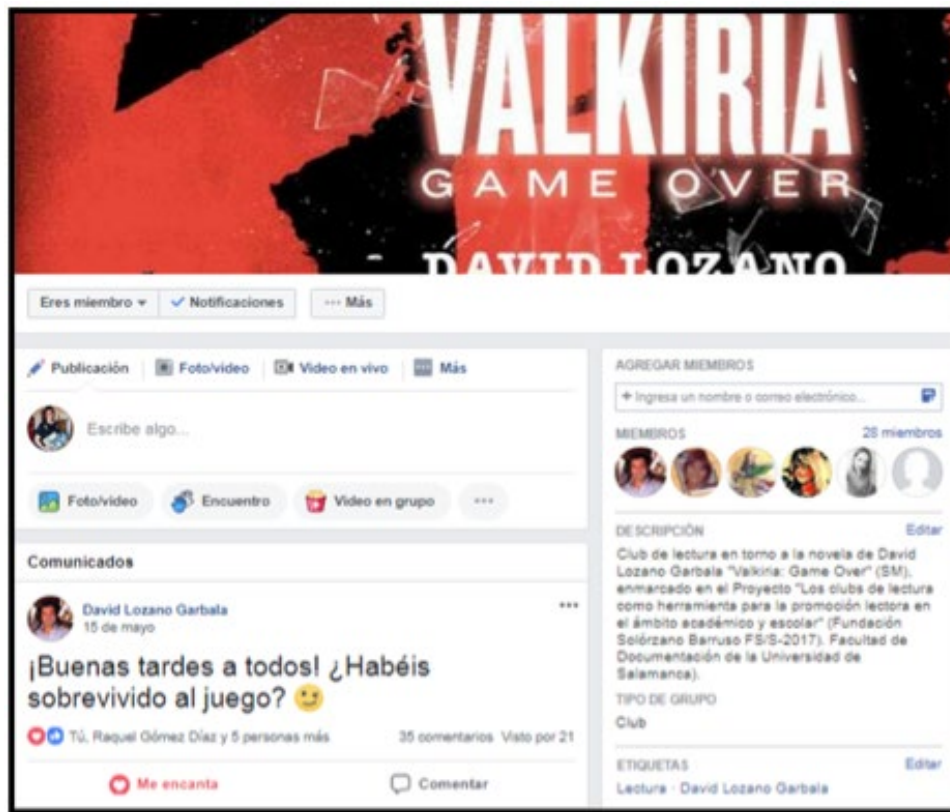 VALKIRIA
GAME OVER
DAVID LOZANO
Eres miembro
Notificaciones
Más
Publicación
Foto/video
Video en vivo
Más
Escribe algo...
Foto/video
Encuentro
Video en grupo
Comunicados
David Lozano Garbala
15 de mayo
¡Buenas tardes a todos! ¿Habéis
sobrevivido al juego?
Tú, Raquel Gómez Díaz y 5 personas más
35 comentarios Visto por 21
Me encanta
Comentar
AGREGAR MIEMBROS
+ Ingresa un nombre o correo electrónico...
MIEMBROS
28 miembros
DESCRIPCIÓN
Editar
Club de lectura en torno a la novela de David
Lozano Garbala "Valkiria: Game Over" (SM),
enmarcado en el Proyecto "Los clubs de lectura
como herramienta para la promoción lectora en
el ámbito académico y escolar" (Fundación
Solórzano Barruso FS/S-2017). Facultad de
Documentación de la Universidad de
Salamanca).
TIPO DE GRUPO
Club
ETIQUETAS
Editar
Lectura · David Lozano Garbala